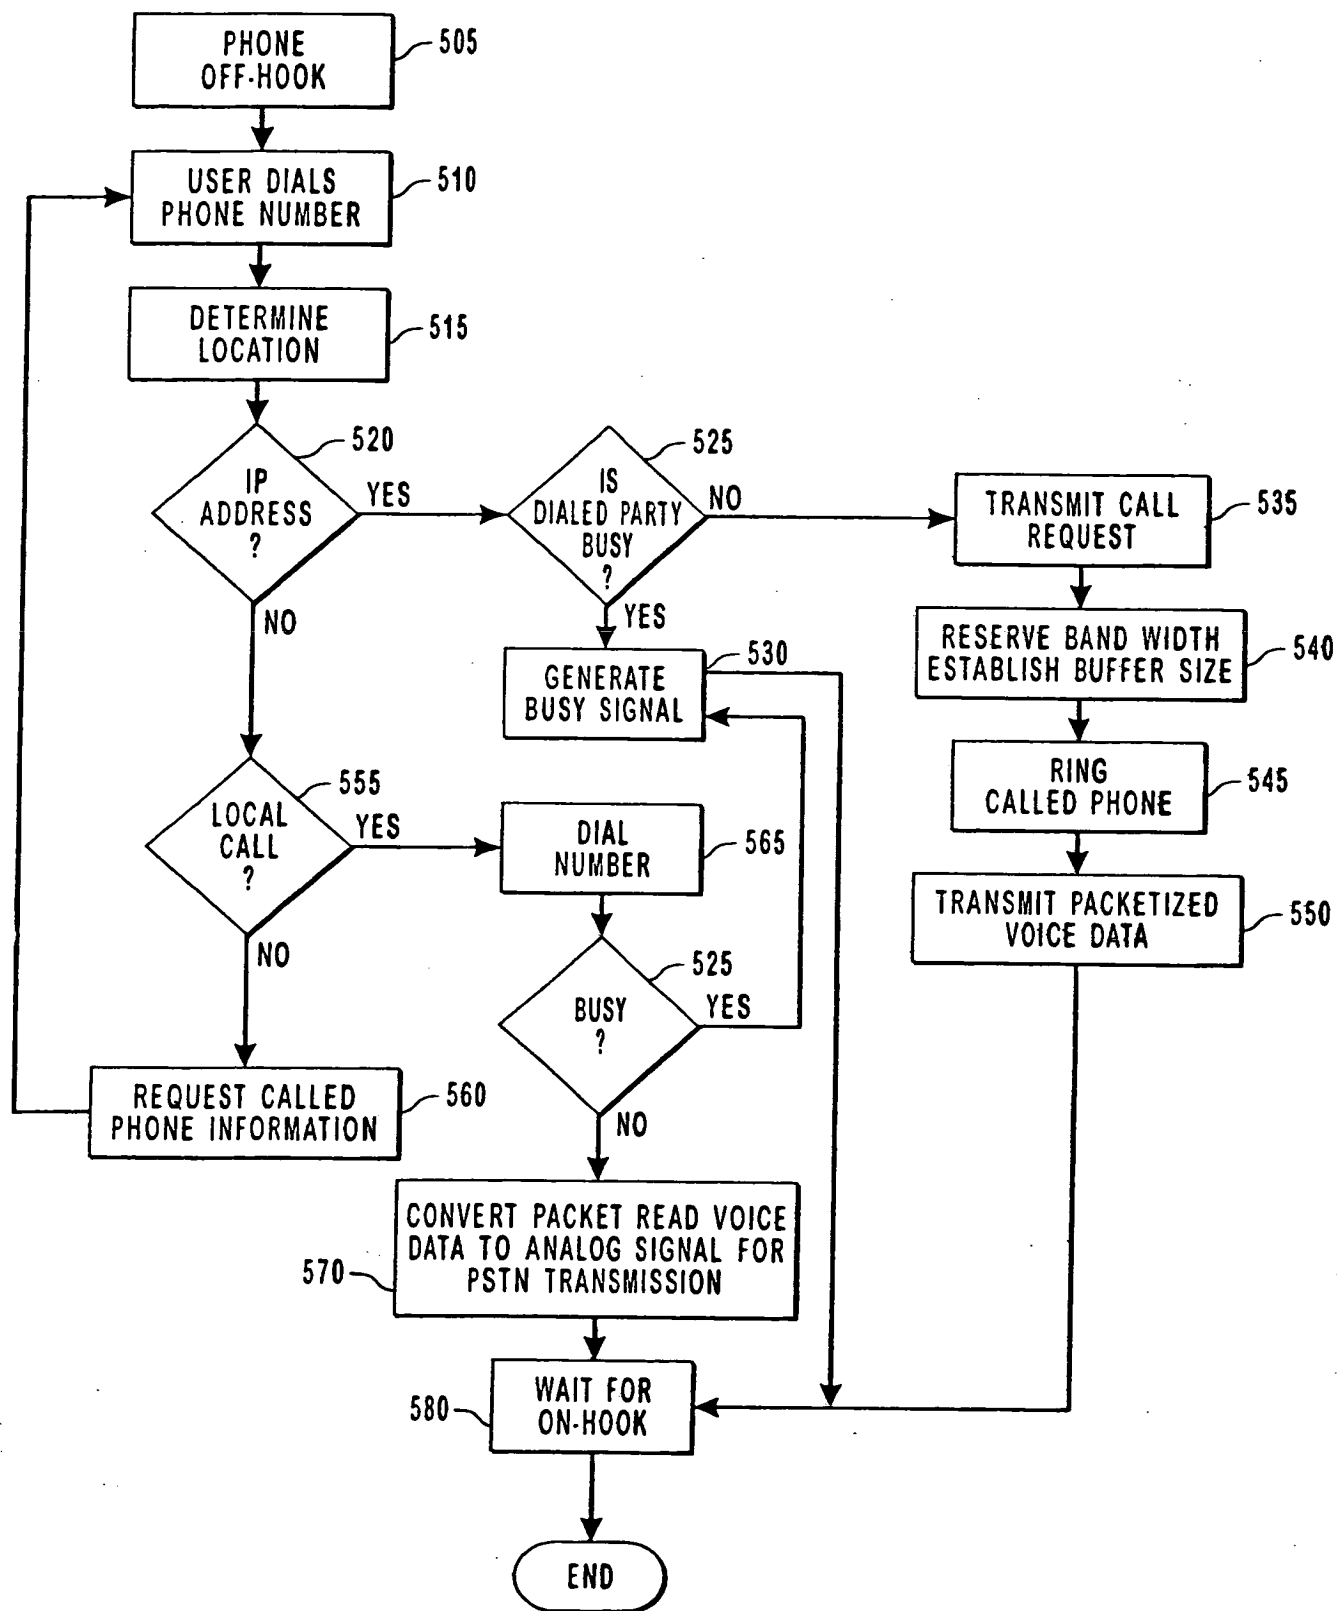 PHONE
OFF-HOOK
505
USER DIALS
PHONE NUMBER
510
DETERMINE
LOCATION
515
IP
ADDRESS
?
520
YES
NO
IS
DIALED PARTY
BUSY
?
525
NO
YES
TRANSMIT CALL
REQUEST
535
GENERATE
BUSY SIGNAL
530
RESERVE BAND WIDTH
ESTABLISH BUFFER SIZE
540
RING
CALLED PHONE
545
LOCAL
CALL
?
555
YES
NO
DIAL
NUMBER
565
TRANSMIT PACKETIZED
VOICE DATA
550
BUSY
?
525
YES
NO
REQUEST CALLED
PHONE INFORMATION
560
CONVERT PACKET READ VOICE
DATA TO ANALOG SIGNAL FOR
PSTN TRANSMISSION
570
WAIT FOR
ON-HOOK
580
END